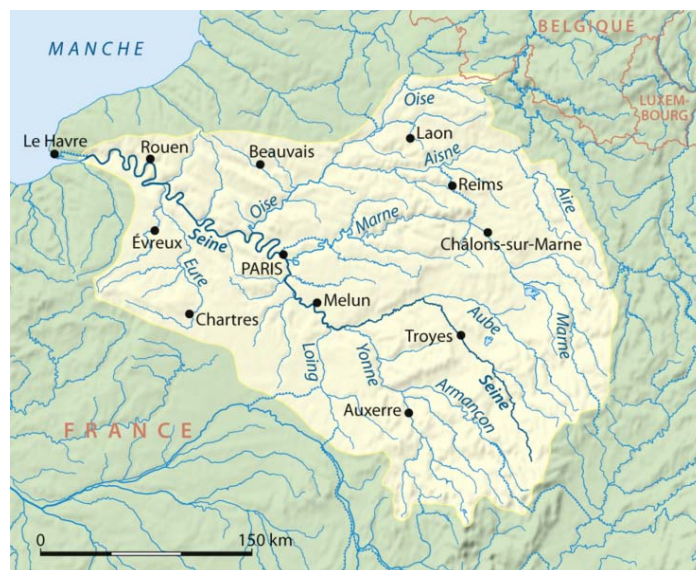 BELGIQUE
MANCHE
LUXEM-
BOURG
Oise
Le Havre
Rouen
Beauvais
Laon
Aisne
Reims
Aire
Oise
Marne
Évreux
Seine
Châlons-sur-Marne
PARIS
Eure
Melun
Chartres
Aube
Troyes
Marne
Loing
Yonne
Seine
Armançon
Auxerre
FRANCE
0
150 km